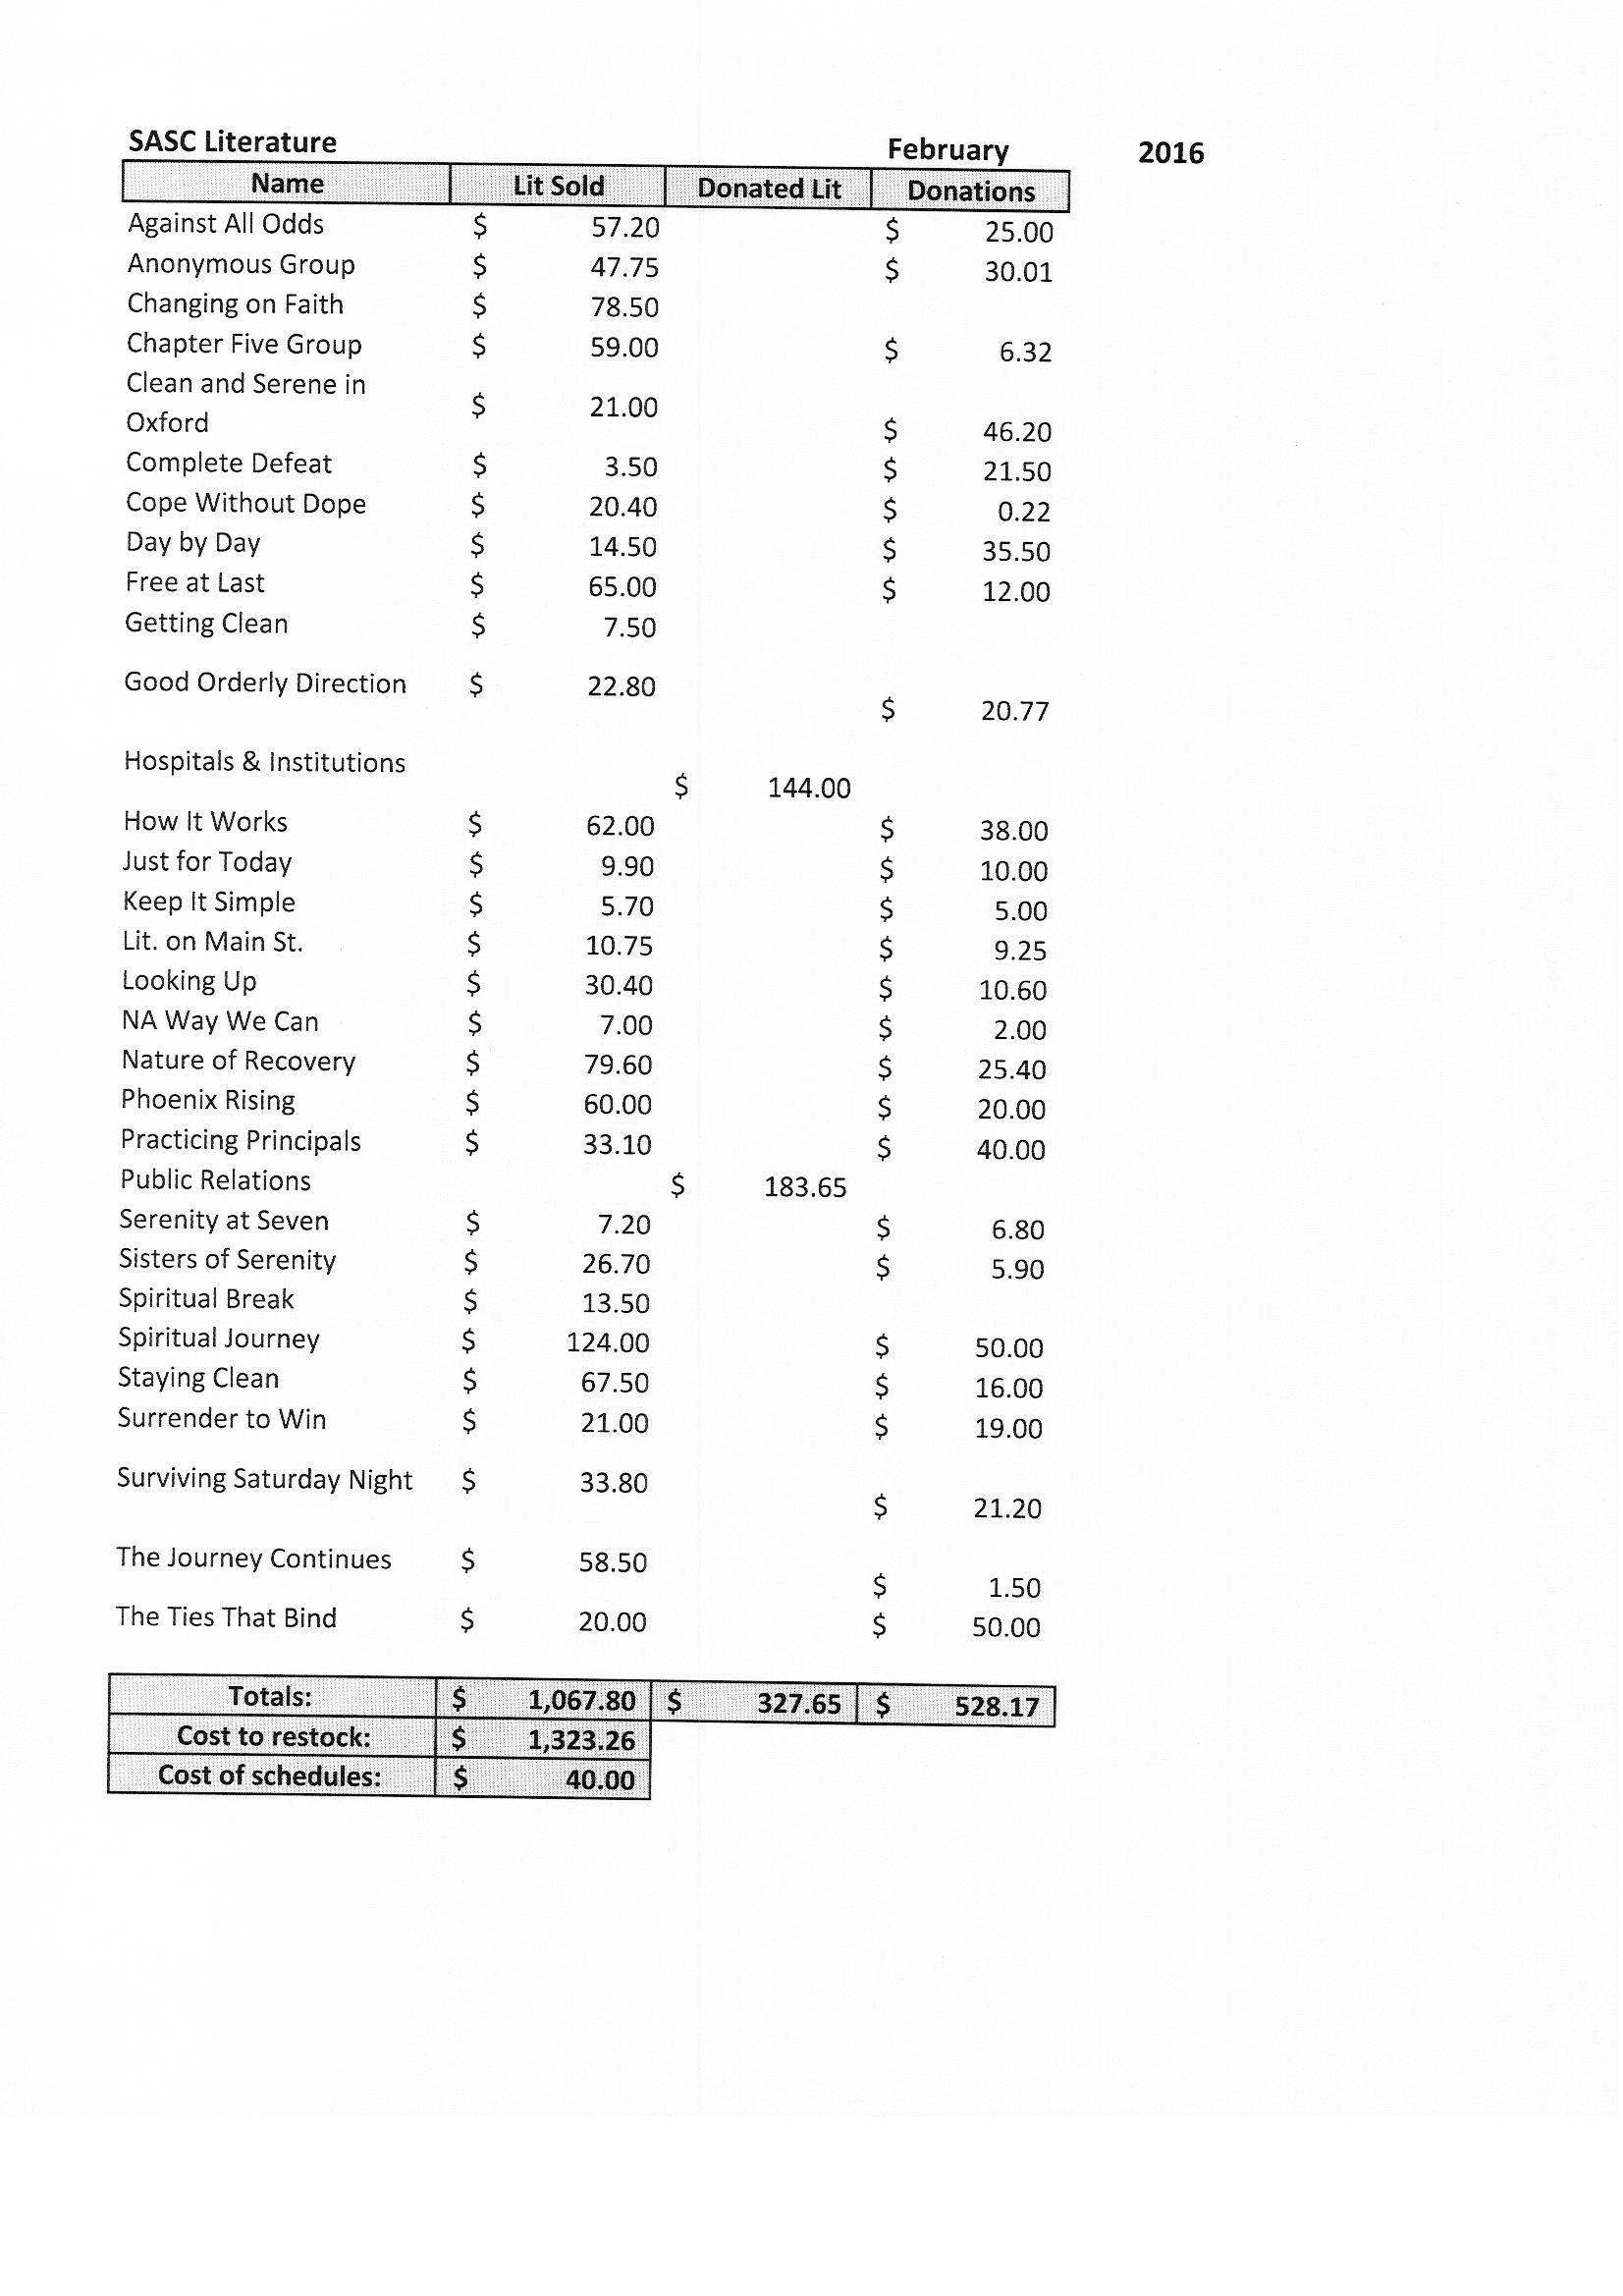 SASC Literature February 2016
Name Lit Sold Donated Lit Donations
Against All Odds $ 57.20 $ 25.00
Anonymous Group $ 47.75 $ 30.01
Changing on Faith $ 78.50
Chapter Five Group $ 59.00 $ 6.32
Clean and Serene in
Oxford $ 21.00 $ 46.20
Complete Defeat $ 3.50 $ 21.50
Cope Without Dope $ 20.40 $ 0.22
Day by Day $ 14.50 $ 35.50
Free at Last $ 65.00 $ 12.00
Getting Clean $ 7.50
Good Orderly Direction $ 22.80 $ 20.77
Hospitals & Institutions $ 144.00
How It Works $ 62.00 $ 38.00
Just for Today $ 9.90 $ 10.00
Keep It Simple $ 5.70 $ 5.00
Lit. on Main St. $ 10.75 $ 9.25
Looking Up $ 30.40 $ 10.60
NA Way We Can $ 7.00 $ 2.00
Nature of Recovery $ 79.60 $ 25.40
Phoenix Rising $ 60.00 $ 20.00
Practicing Principals $ 33.10 $ 40.00
Public Relations $ 183.65
Serenity at Seven $ 7.20 $ 6.80
Sisters of Serenity $ 26.70 $ 5.90
Spiritual Break $ 13.50
Spiritual Journey $ 124.00 $ 50.00
Staying Clean $ 67.50 $ 16.00
Surrender to Win $ 21.00 $ 19.00
Surviving Saturday Night $ 33.80 $ 21.20
The Journey Continues $ 58.50 $ 1.50
The Ties That Bind $ 20.00 $ 50.00
Totals: $ 1,067.80 $ 327.65 $ 528.17
Cost to restock: $ 1,323.26
Cost of schedules: $ 40.00